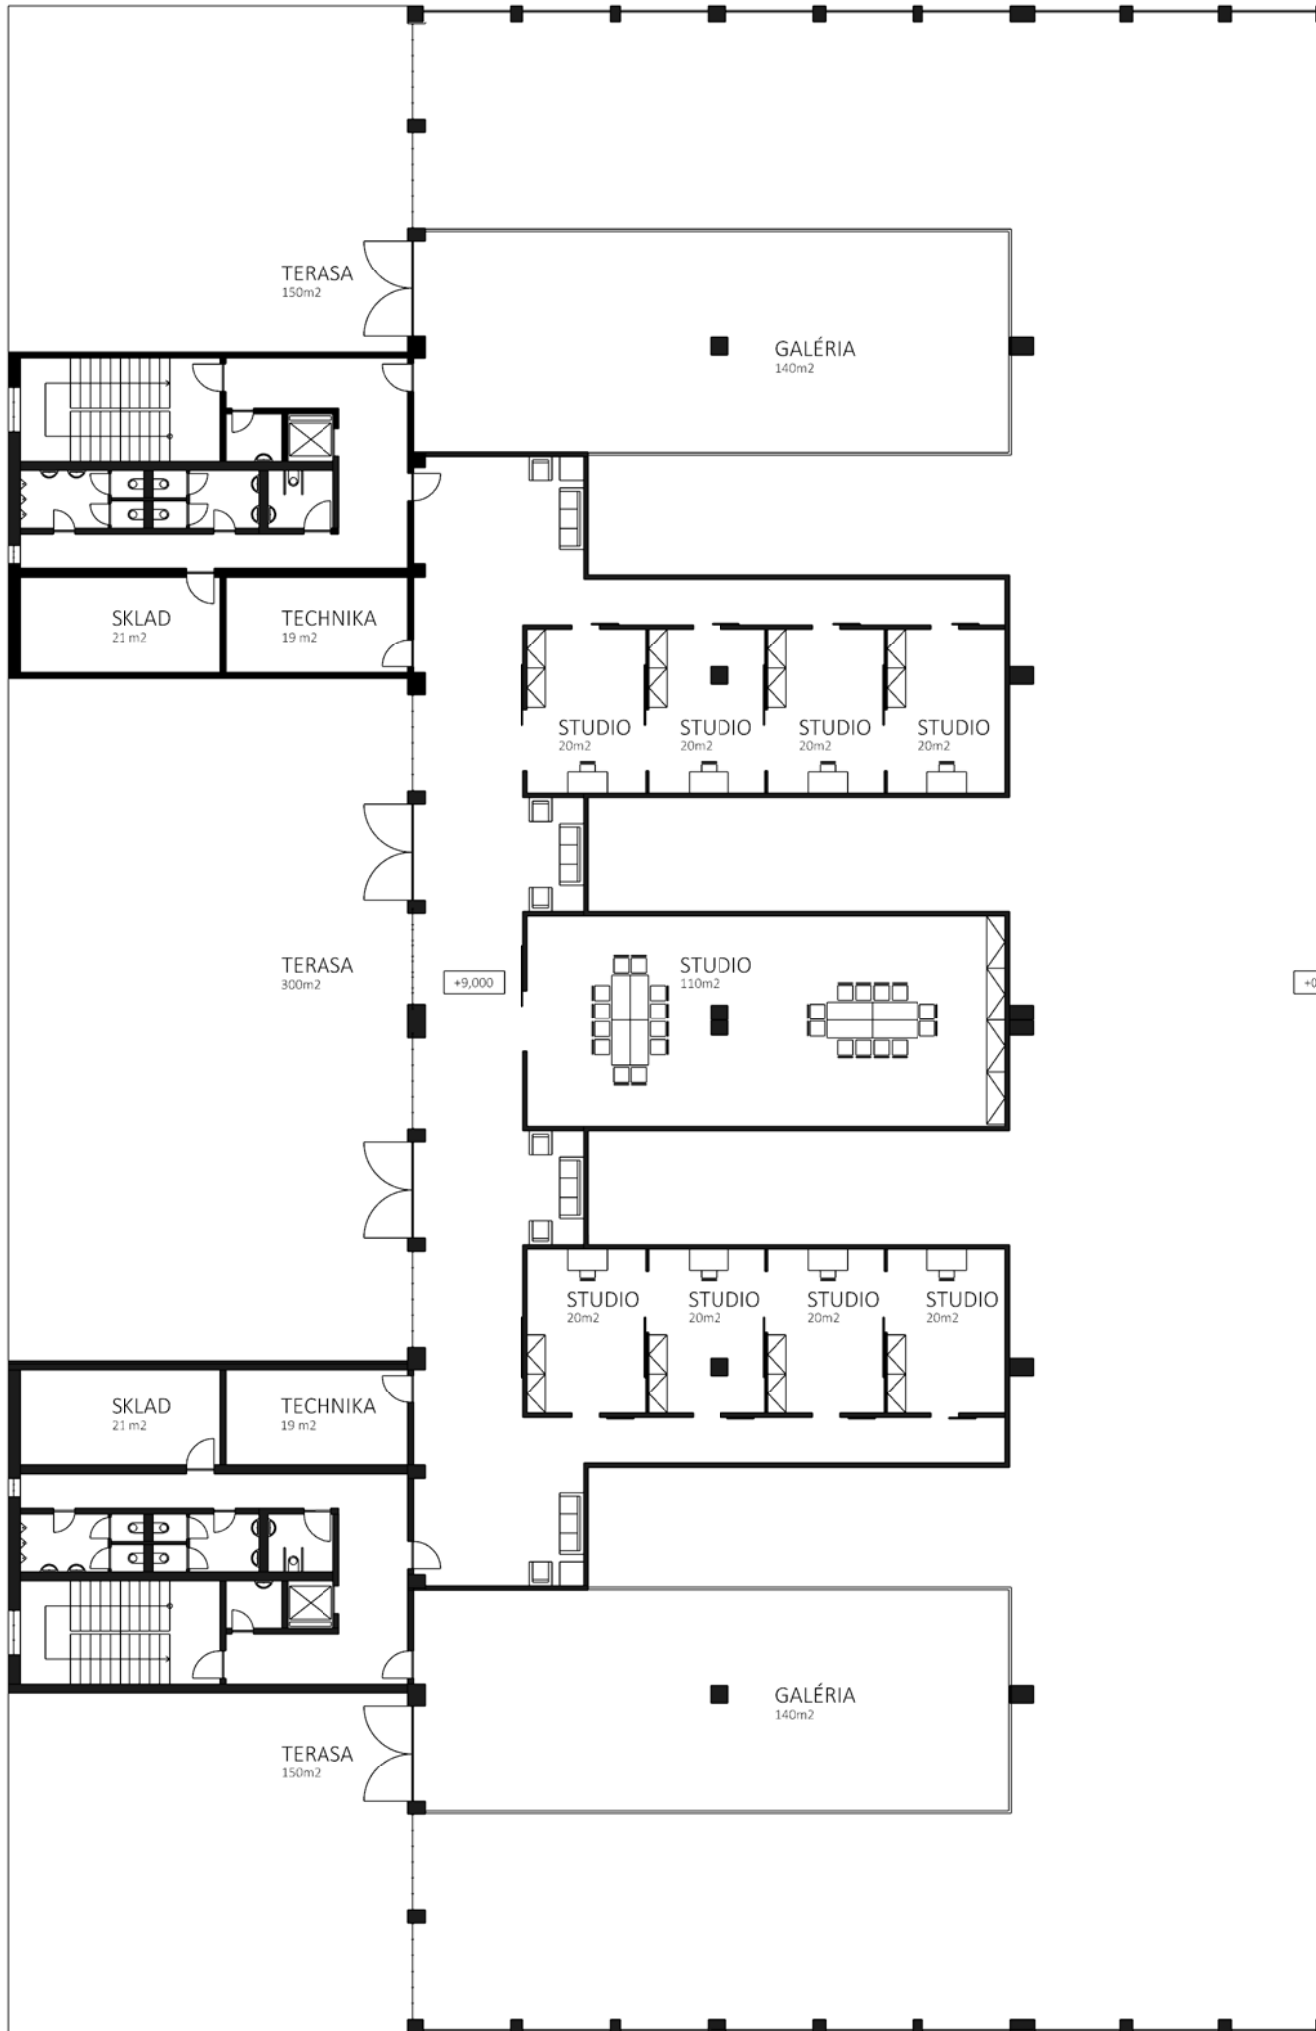 TERASA
150m2
GALÉRIA
140m2
SKLAD
21 m2
TECHNIKA
19 m2
STUDIO
20m2
STUDIO
20m2
STUDIO
20m2
STUDIO
20m2
TERASA
300m2
+9,000
STUDIO
110m2
+0
STUDIO
20m2
STUDIO
20m2
STUDIO
20m2
STUDIO
20m2
SKLAD
21 m2
TECHNIKA
19 m2
GALÉRIA
140m2
TERASA
150m2